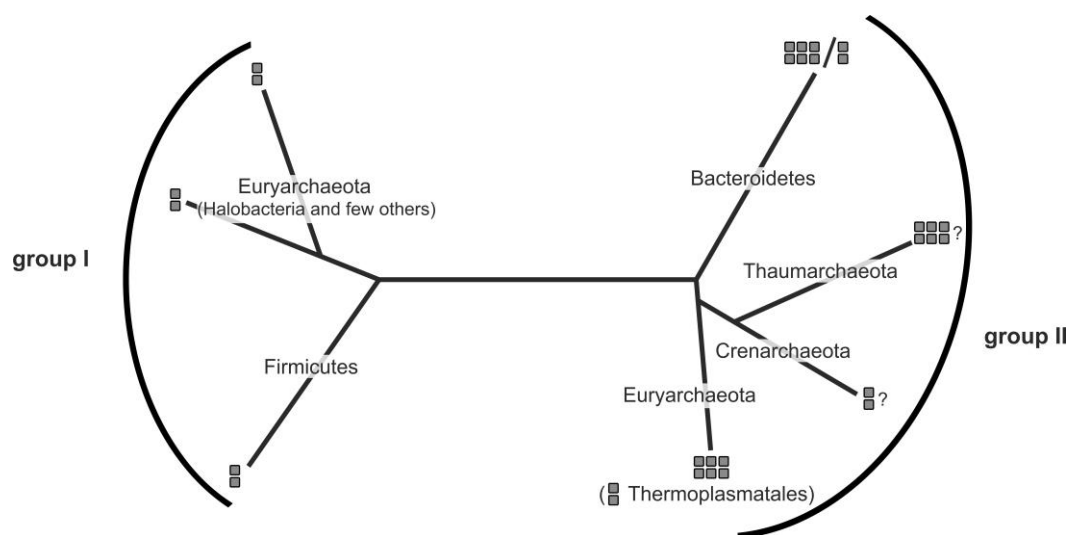 Euryarchaeota
(Halobacteria and few others)
group I
Firmicutes
/
Bacteroidetes
?
Thaumarchaeota
group II
Crenarchaeota
?
Euryarchaeota
( Thermoplasmatales)